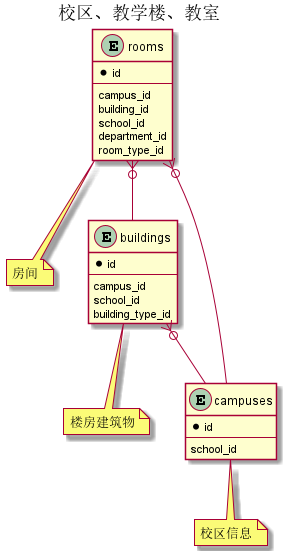 校区、教学楼、教室
E rooms
id
campus_id
building_id
school_id
department_id
room_type_id
房间
E buildings
id
campus_id
school_id
building_type_id
楼房建筑物
E campuses
id
school_id
校区信息